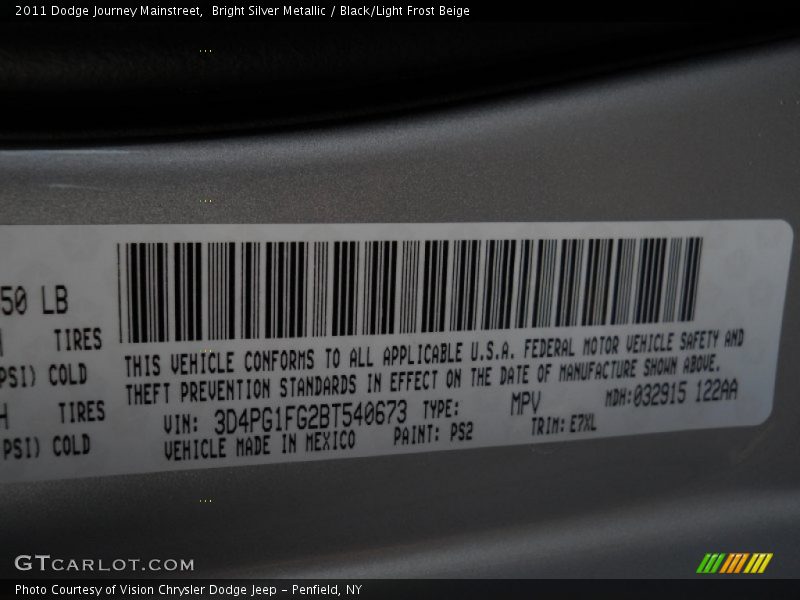 2011 Dodge Journey Mainstreet,  Bright Silver Metallic / Black/Light Frost Beige
50 LB
TIRES
PSI) COLD
H TIRES
PSI) COLD
THIS VEHICLE CONFORMS TO ALL APPLICABLE U.S.A. FEDERAL MOTOR VEHICLE SAFETY AND
THEFT PREVENTION STANDARDS IN EFFECT ON THE DATE OF MANUFACTURE SHOWN ABOVE.
VIN: 3D4PG1FG2BT540673 TYPE: MPV MDH:032915 122AA
VEHICLE MADE IN MEXICO PAINT: PS2 TRIM: E7XL
GTCARLOT.COM
Photo Courtesy of Vision Chrysler Dodge Jeep - Penfield, NY